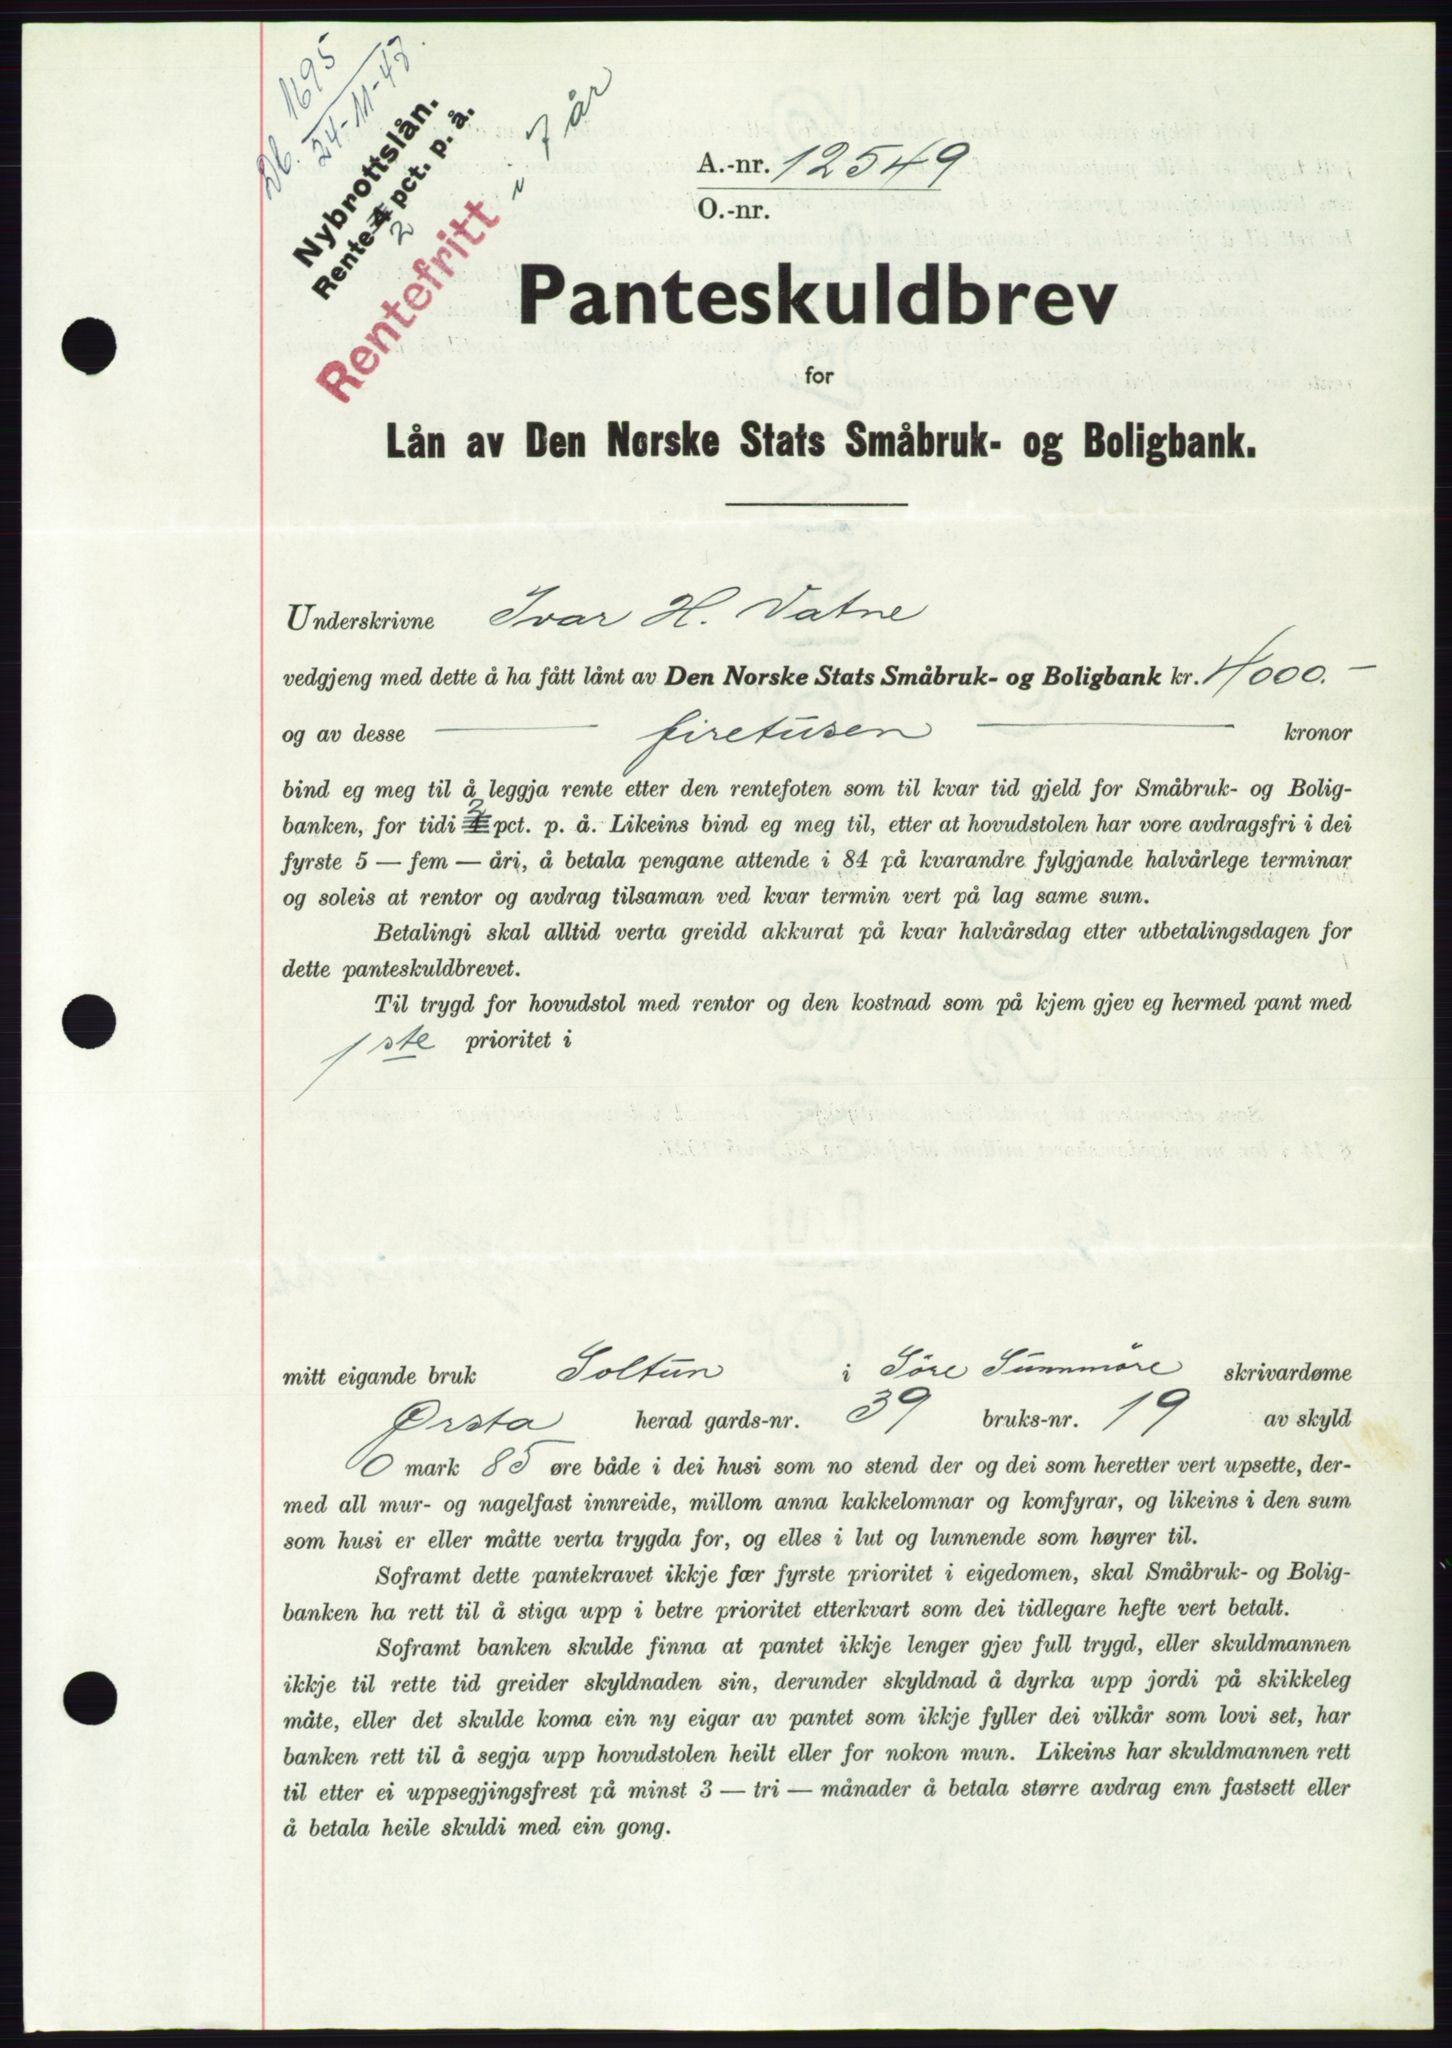 Db. 1695
24-11-47.
Nybrottslån.
Rente 4 pct. p. å.
2
Rentefritt i 7 år
A.-nr. 12549
O.-nr.
Panteskuldbrev
for
Lån av Den Norske Stats Småbruk- og Boligbank.
Underskrivne Ivar H. Vatne
vedgjeng med dette å ha fått lånt av Den Norske Stats Småbruk- og Boligbank kr. 4000.—
og av desse — firetusen — kronor
bind eg meg til å leggja rente etter den rentefoten som til kvar tid gjeld for Småbruk- og Bolig-
banken, for tidi 4 2 pct. p. å. Likeins bind eg meg til, etter at hovudstolen har vore avdragsfri i dei
fyrste 5 — fem — åri, å betala pengane attende i 84 på kvarandre fylgjande halvårlege terminar
og soleis at rentor og avdrag tilsaman ved kvar termin vert på lag same sum.
Betalingi skal alltid verta greidd akkurat på kvar halvårsdag etter utbetalingsdagen for
dette panteskuldbrevet.
Til trygd for hovudstol med rentor og den kostnad som på kjem gjev eg hermed pant med
1ste prioritet i
mitt eigande bruk Soltun i Söre Sunnmöre skrivardøme
Ørsta herad gards-nr. 39 bruks-nr. 19 av skyld
0 mark 85 øre både i dei husi som no stend der og dei som heretter vert upsette, der-
med all mur- og nagelfast innreide, millom anna kakkelomnar og komfyrar, og likeins i den sum
som husi er eller måtte verta trygda for, og elles i lut og lunnende som høyrer til.
Soframt dette pantekravet ikkje fær fyrste prioritet i eigedomen, skal Småbruk- og Bolig-
banken ha rett til å stiga upp i betre prioritet etterkvart som dei tidlegare hefte vert betalt.
Soframt banken skulde finna at pantet ikkje lenger gjev full trygd, eller skuldmannen
ikkje til rette tid greider skyldnaden sin, derunder skyldnad å dyrka upp jordi på skikkeleg
måte, eller det skulde koma ein ny eigar av pantet som ikkje fyller dei vilkår som lovi set, har
banken rett til å segja upp hovudstolen heilt eller for nokon mun. Likeins har skuldmannen rett
til etter ei uppsegjingsfrest på minst 3 — tri — månader å betala større avdrag enn fastsett eller
å betala heile skuldi med ein gong.